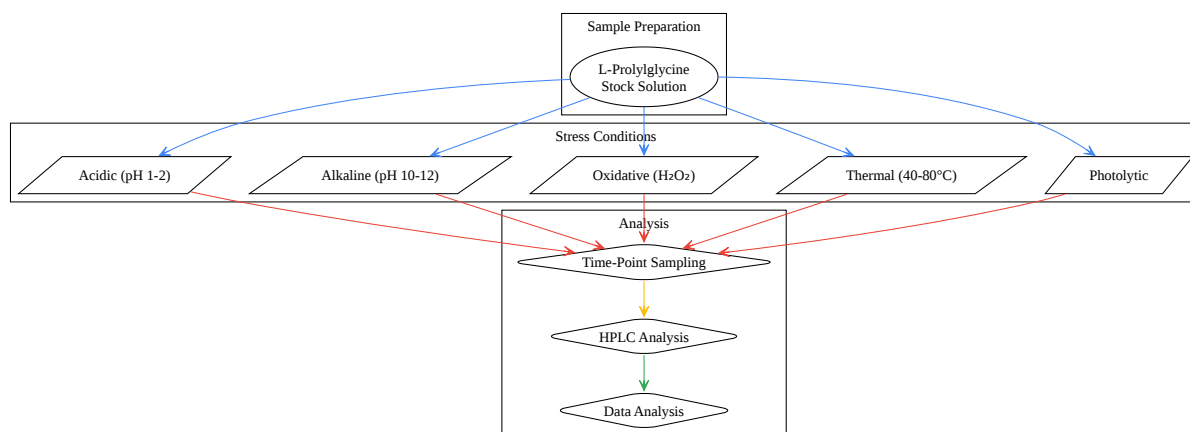 Sample Preparation
L-Prolylglycine
Stock Solution
Stress Conditions
Acidic (pH 1-2)
Alkaline (pH 10-12)
Oxidative (H₂O₂)
Thermal (40-80°C)
Photolytic
Analysis
Time-Point Sampling
HPLC Analysis
Data Analysis